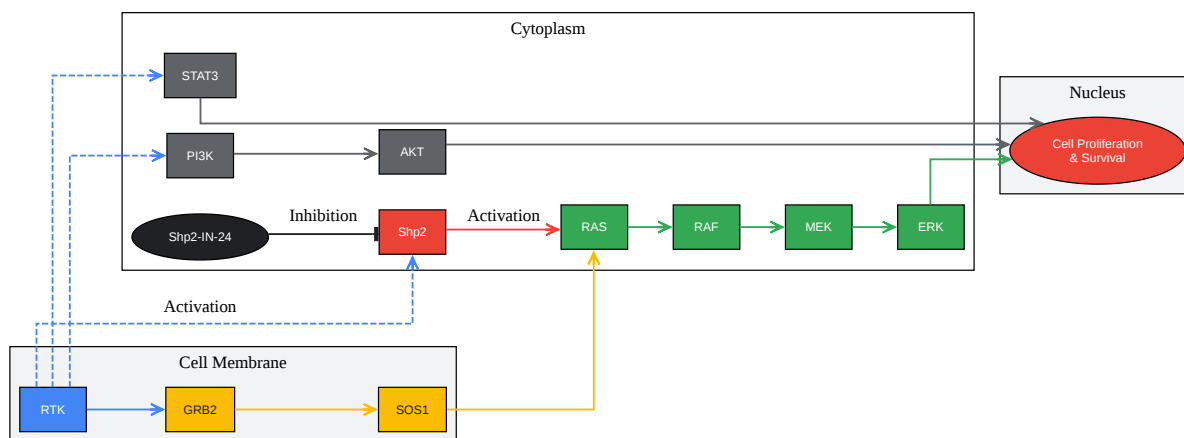 Cytoplasm
STAT3
Nucleus
PI3K
AKT
Cell Proliferation
& Survival
Inhibition
Activation
Shp2-IN-24
Shp2
RAS
RAF
MEK
ERK
Activation
Cell Membrane
RTK
GRB2
SOS1